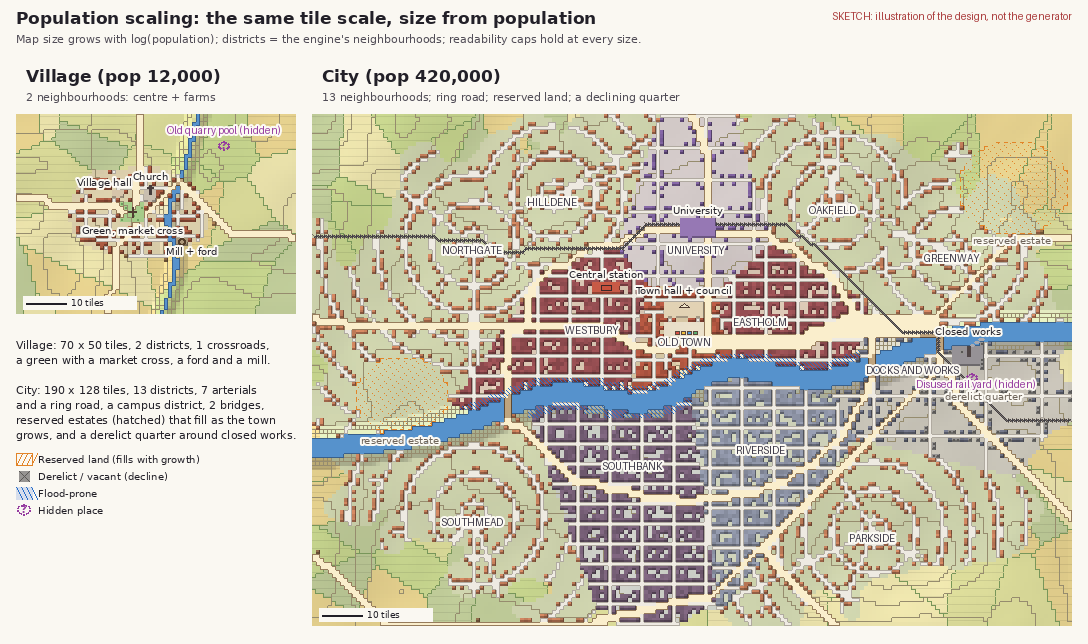 Population scaling: the same tile scale, size from population
SKETCH: illustration of the design, not the generator
Map size grows with log(population); districts = the engine's neighbourhoods; readability caps hold at every size.
Village (pop 12,000)
2 neighbourhoods: centre + farms
Old quarry pool (hidden)
Church
Village hall
Green, market cross
Mill + ford
10 tiles
Village: 70 x 50 tiles, 2 districts, 1 crossroads,
a green with a market cross, a ford and a mill.
City: 190 x 128 tiles, 13 districts, 7 arterials
and a ring road, a campus district, 2 bridges,
reserved estates (hatched) that fill as the town
grows, and a derelict quarter around closed works.
Reserved land (fills with growth)
Derelict / vacant (decline)
Flood-prone
Hidden place
City (pop 420,000)
13 neighbourhoods; ring road; reserved land; a declining quarter
HILLDENE
University
OAKFIELD
reserved estate
NORTHGATE
UNIVERSITY
GREENWAY
Central station
Town hall + council
WESTBURY
EASTHOLM
Closed works
OLD TOWN
DOCKS AND WORKS
Disused rail yard (hidden)
derelict quarter
reserved estate
RIVERSIDE
SOUTHBANK
SOUTHMEAD
PARKSIDE
10 tiles